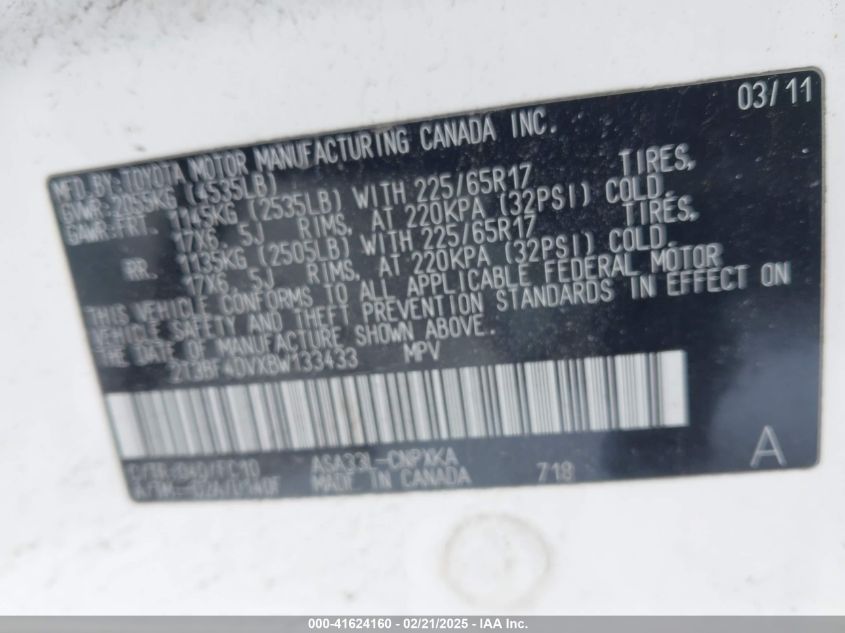 03/11
MFD BY:TOYOTA MOTOR MANUFACTURING CANADA INC.
GVWR:2055KG (4535LB)
GAWR:FRT. 1145KG (2535LB) WITH 225/65R17 TIRES,
17X6. 5J RIMS, AT 220KPA (32PSI) COLD.
RR. 1135KG (2505LB) WITH 225/65R17 TIRES,
17X6. 5J RIMS, AT 220KPA (32PSI) COLD.
THIS VEHICLE CONFORMS TO ALL APPLICABLE FEDERAL MOTOR
VEHICLE SAFETY AND THEFT PREVENTION STANDARDS IN EFFECT ON
THE DATE OF MANUFACTURE SHOWN ABOVE.
2T3BF4DVXBW133433 MPV
ASA33L-CNPXKA
MADE IN CANADA 718
A
000-41624160 - 02/21/2025 - IAA Inc.